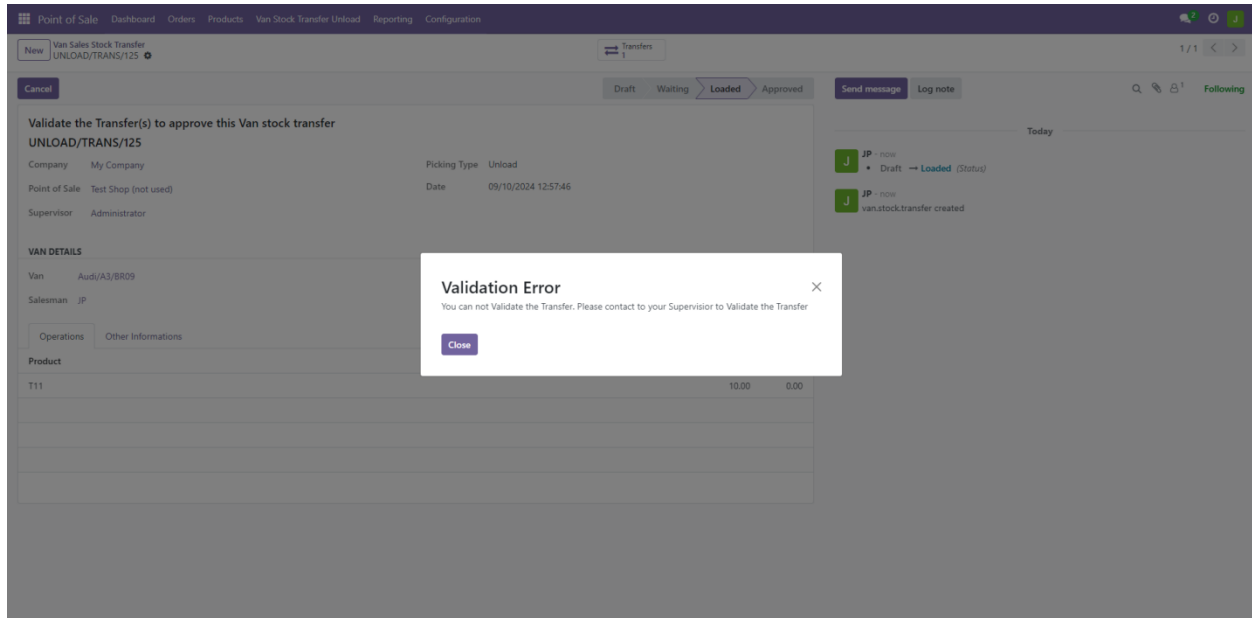 Point of Sale Dashboard Orders Products Van Stock Transfer Unload Reporting Configuration 2 J
New Van Sales Stock Transfer Transfers 1 / 1
UNLOAD/TRANS/125 1
Cancel Draft Waiting Loaded Approved Send message Log note 1 Following
Validate the Transfer(s) to approve this Van stock transfer
UNLOAD/TRANS/125
Company My Company Picking Type Unload
Point of Sale Test Shop (not used) Date 09/10/2024 12:57:46
Supervisor Administrator
VAN DETAILS
Van Audi/A3/BR09
Salesman JP
Operations Other Informations
Product
T11 10.00 0.00
Today
J JP - now
• Draft → Loaded (Status)
J JP - now
van.stock.transfer created
Validation Error
You can not Validate the Transfer. Please contact to your Supervisior to Validate the Transfer
Close